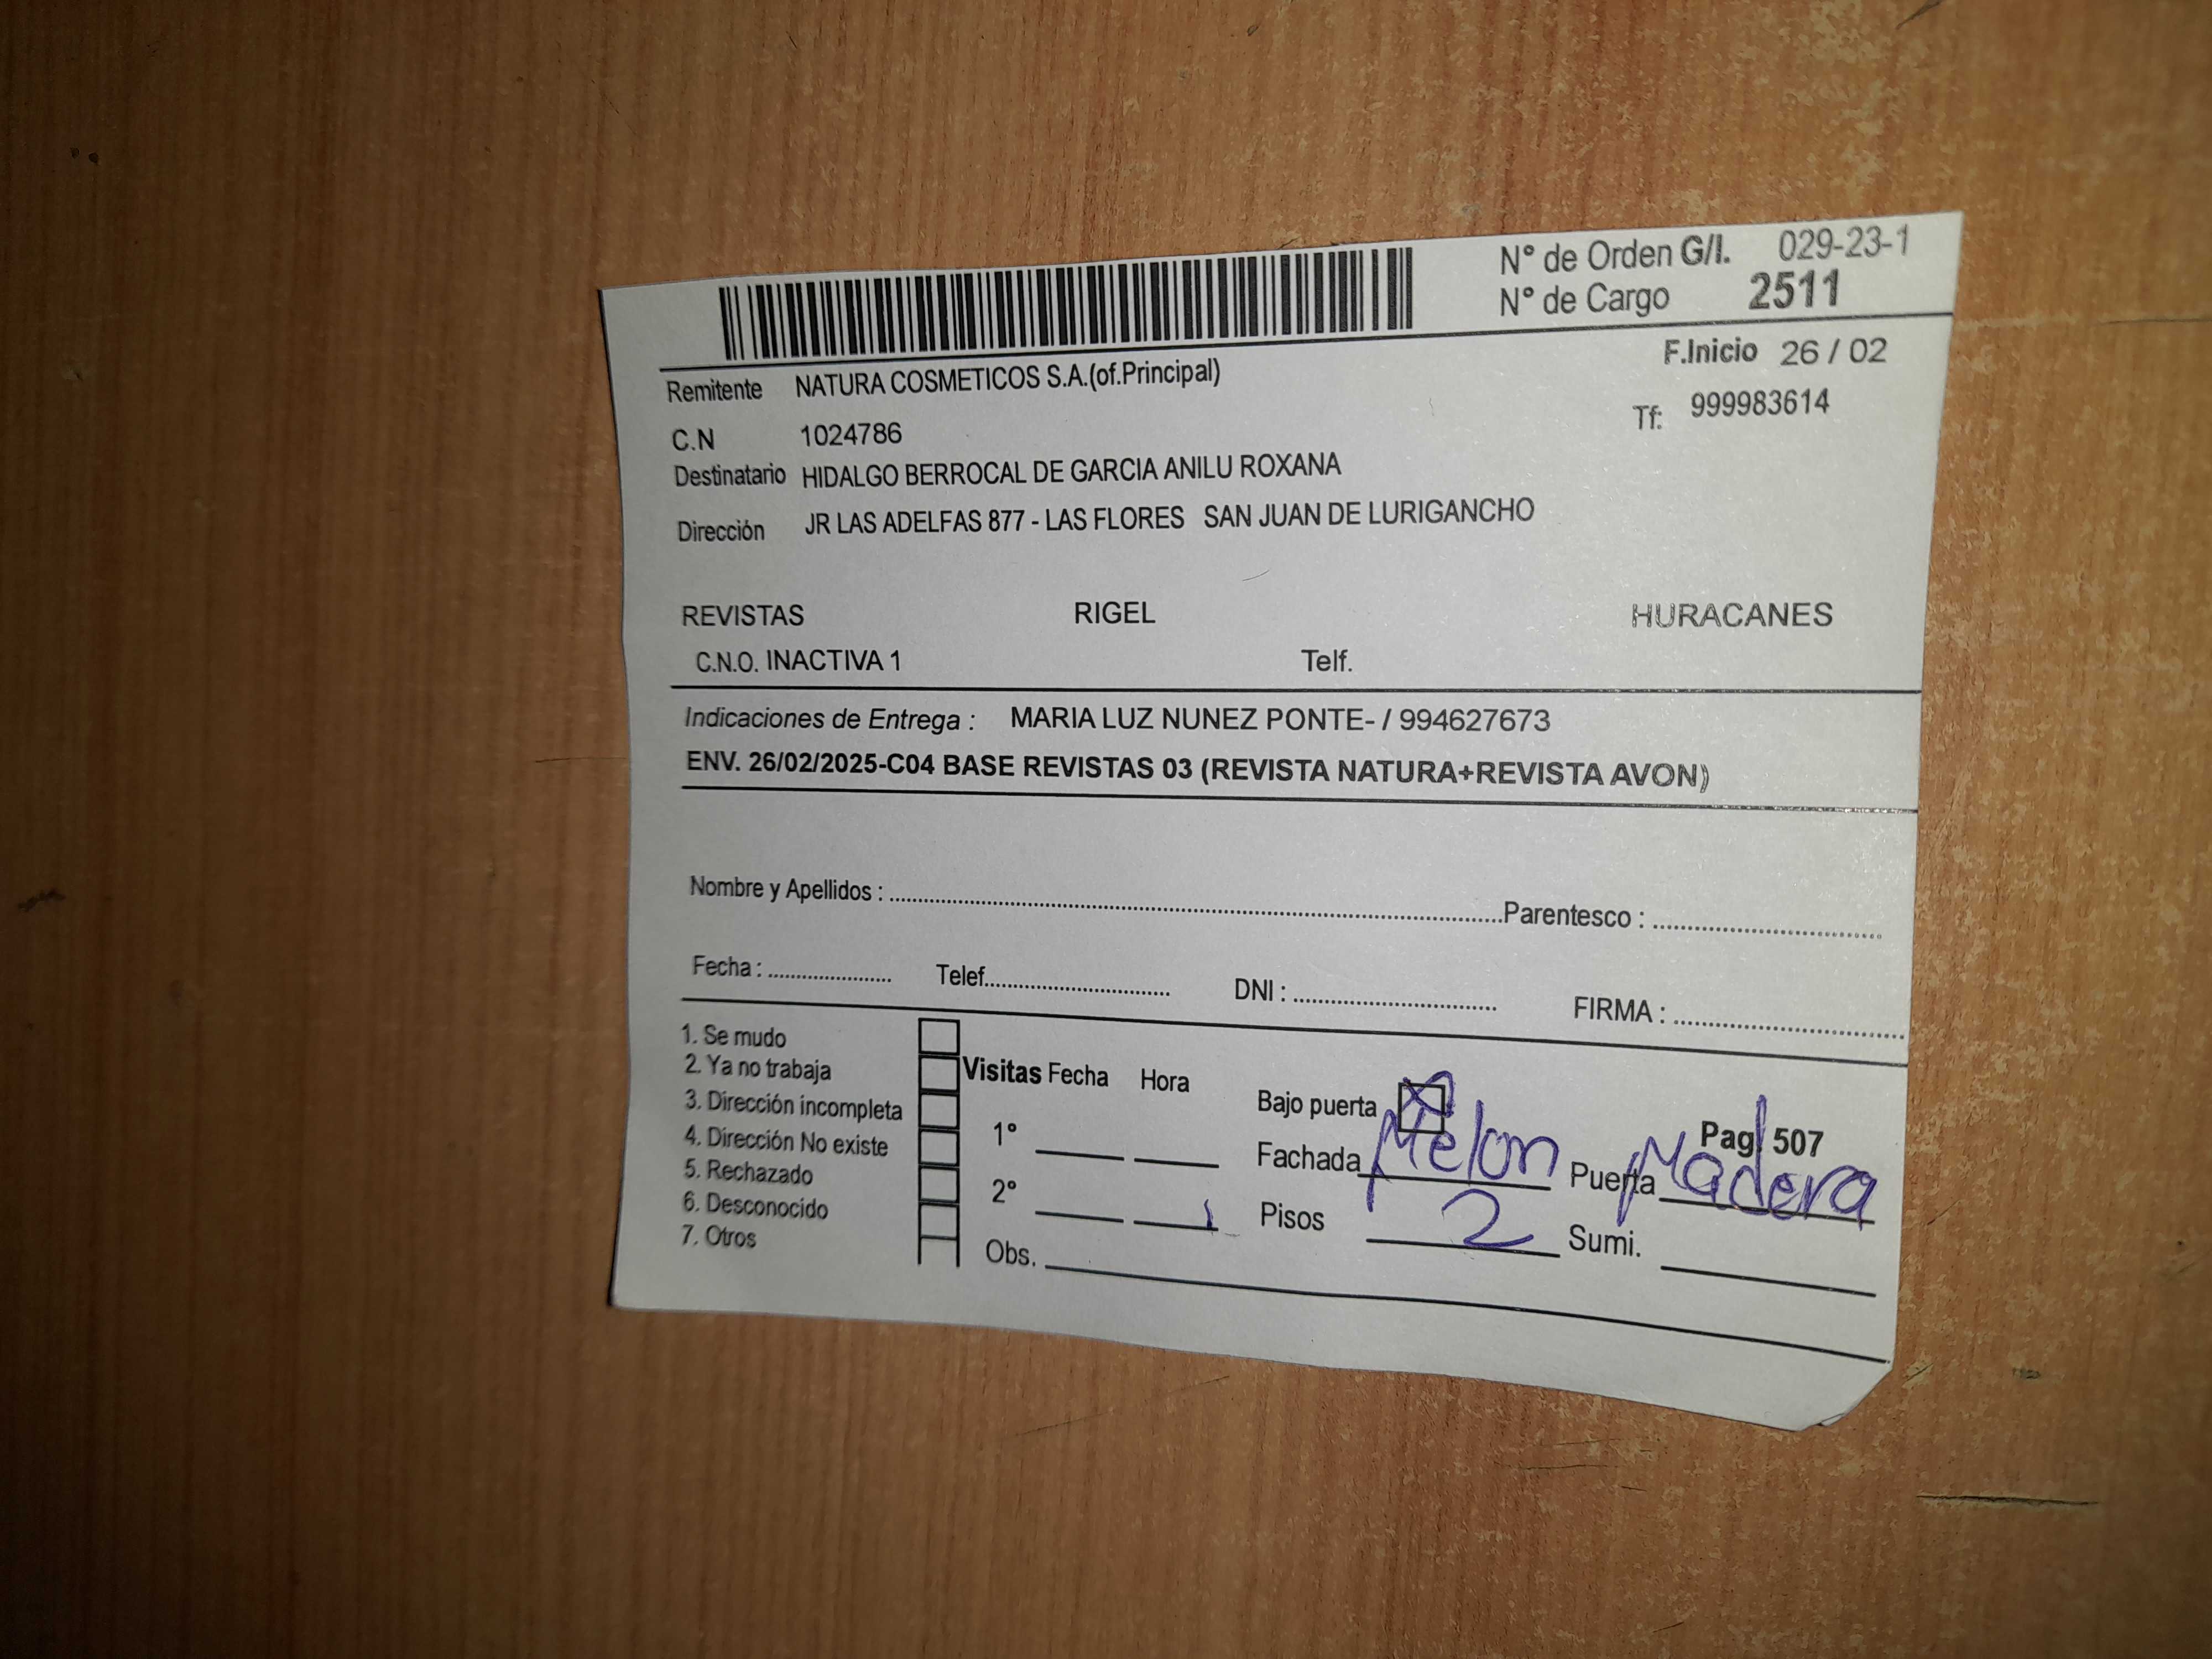 N° de Orden G/I. 029-23-1
N° de Cargo 2511
F.Inicio 26 / 02
Remitente NATURA COSMETICOS S.A.(of.Principal)
Tf: 999983614
C.N 1024786
Destinatario HIDALGO BERROCAL DE GARCIA ANILU ROXANA
Dirección JR LAS ADELFAS 877 - LAS FLORES SAN JUAN DE LURIGANCHO
REVISTAS RIGEL HURACANES
C.N.O. INACTIVA 1 Telf.
Indicaciones de Entrega : MARIA LUZ NUNEZ PONTE- / 994627673
ENV. 26/02/2025-C04 BASE REVISTAS 03 (REVISTA NATURA+REVISTA AVON)
Nombre y Apellidos : Parentesco :
Fecha : Telef. DNI : FIRMA :
1. Se mudo
2. Ya no trabaja
3. Dirección incompleta
4. Dirección No existe
5. Rechazado
6. Desconocido
7. Otros
Visitas Fecha Hora
1°
2°
Obs.
Bajo puerta X Pag 507
Fachada Melon Puerta Madera
Pisos 2 Sumi.